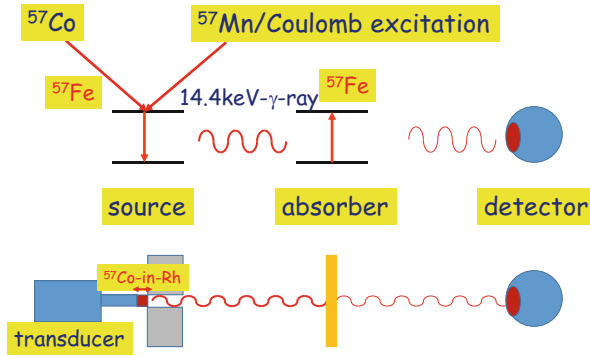 ⁵⁷Co
⁵⁷Mn/Coulomb excitation
⁵⁷Fe
14.4keV-γ-ray
⁵⁷Fe
source
absorber
detector
⁵⁷Co-in-Rh
transducer